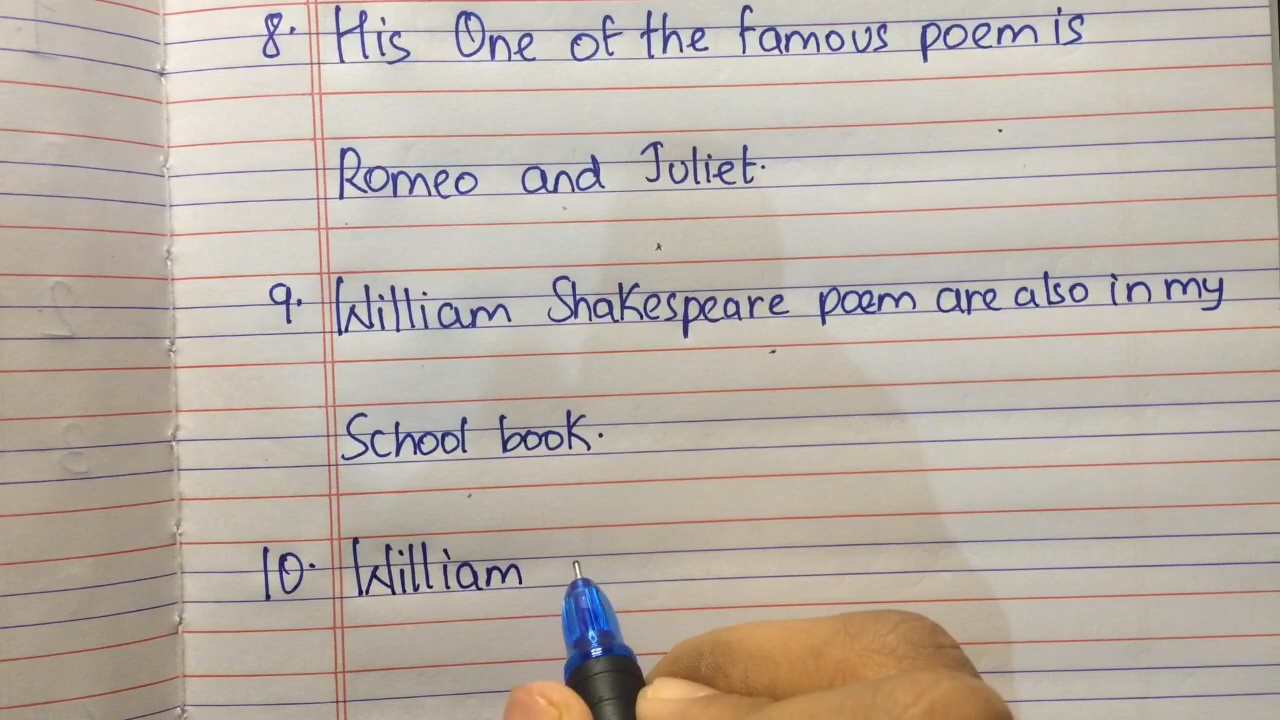 8. His One of the famous poem is
Romeo and Juliet.
9. William Shakespeare poem are also in my
School book.
10. William